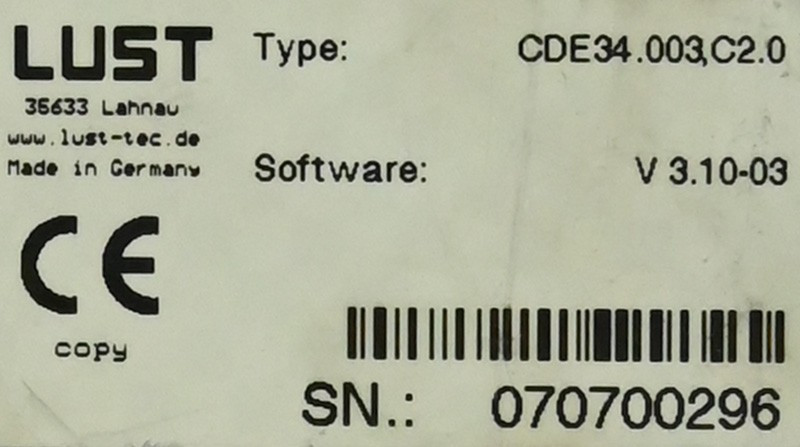 LUST
35633 Lahnau
www.lust-tec.de
Made in Germany
CE
copy
Type: CDE34.003,C2.0
Software: V 3.10-03
SN.: 070700296